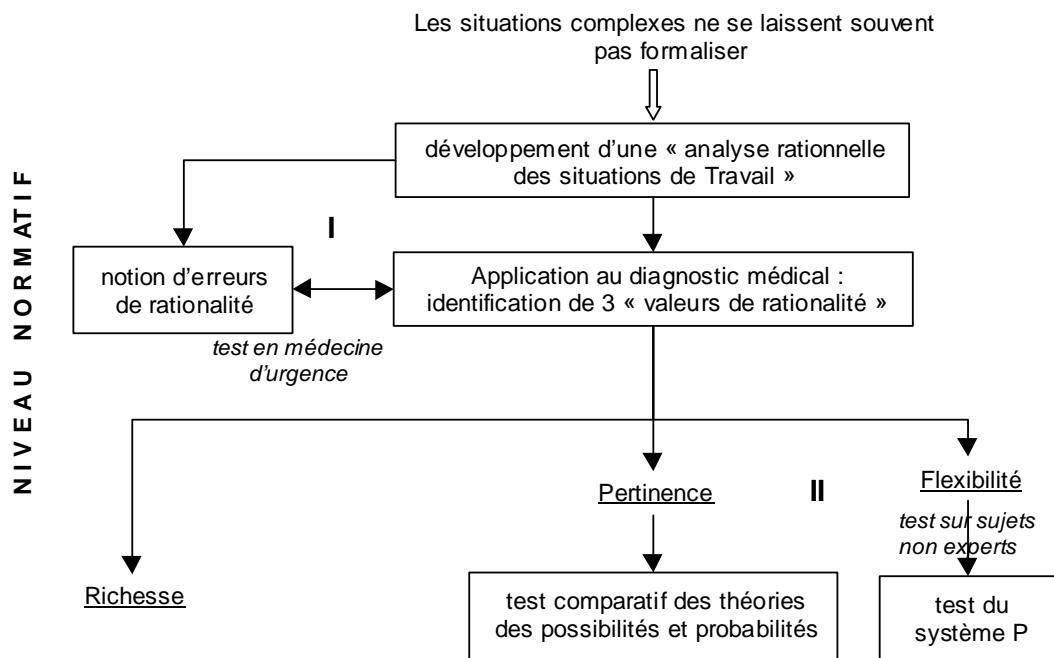 Les situations complexes ne se laissent souvent
pas formaliser
développement d'une « analyse rationnelle
des situations de Travail »
NIVEAU NORMATIF
I
notion d'erreurs
de rationalité
Application au diagnostic médical :
identification de 3 « valeurs de rationalité »
test en médecine
d'urgence
Richesse
Pertinence
II
Flexibilité
test sur sujets
non experts
test comparatif des théories
des possibilités et probabilités
test du
système P